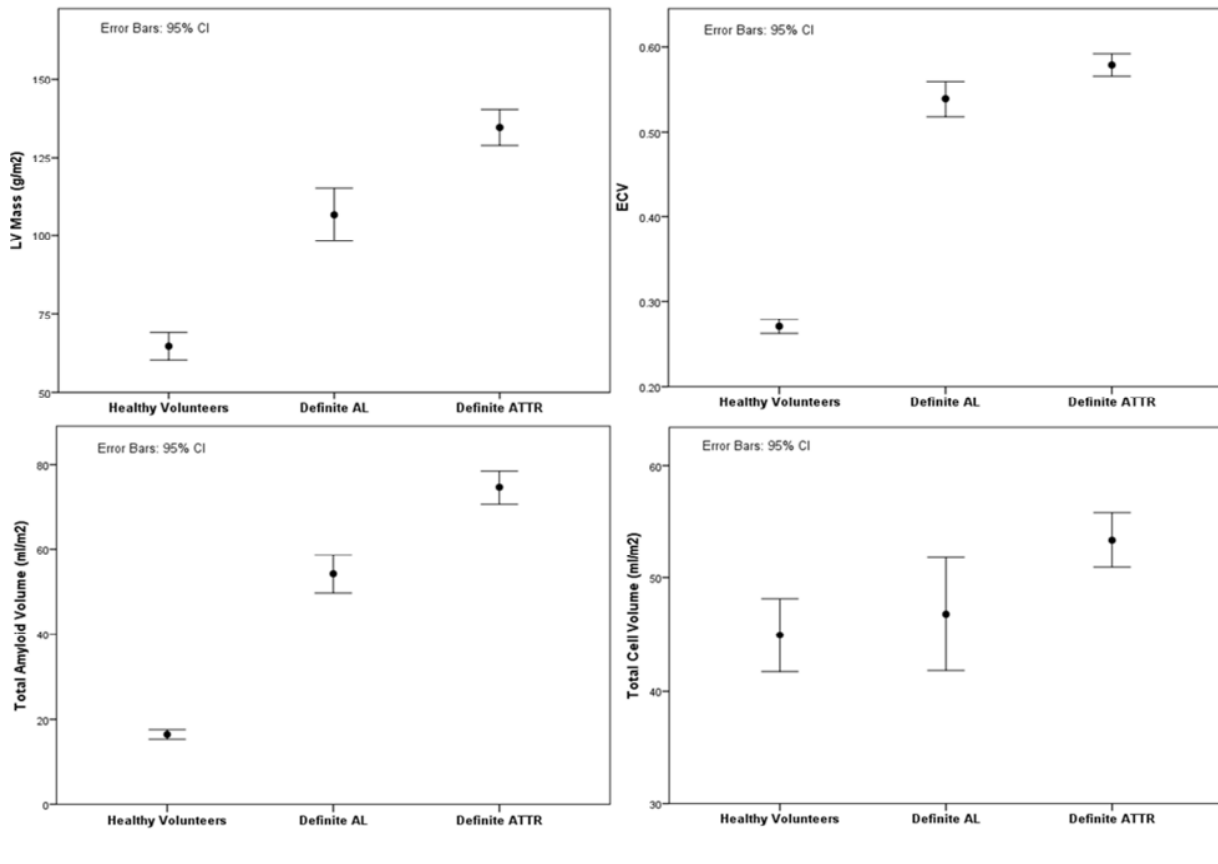 Error Bars: 95% CI
LV Mass (g/m2)
150
125
100
75
50
Healthy Volunteers Definite AL Definite ATTR
Error Bars: 95% CI
ECV
0.60
0.50
0.40
0.30
0.20
Healthy Volunteers Definite AL Definite ATTR
Error Bars: 95% CI
Total Amyloid Volume (ml/m2)
80
60
40
20
0
Healthy Volunteers Definite AL Definite ATTR
Error Bars: 95% CI
Total Cell Volume (ml/m2)
60
50
40
30
Healthy Volunteers Definite AL Definite ATTR